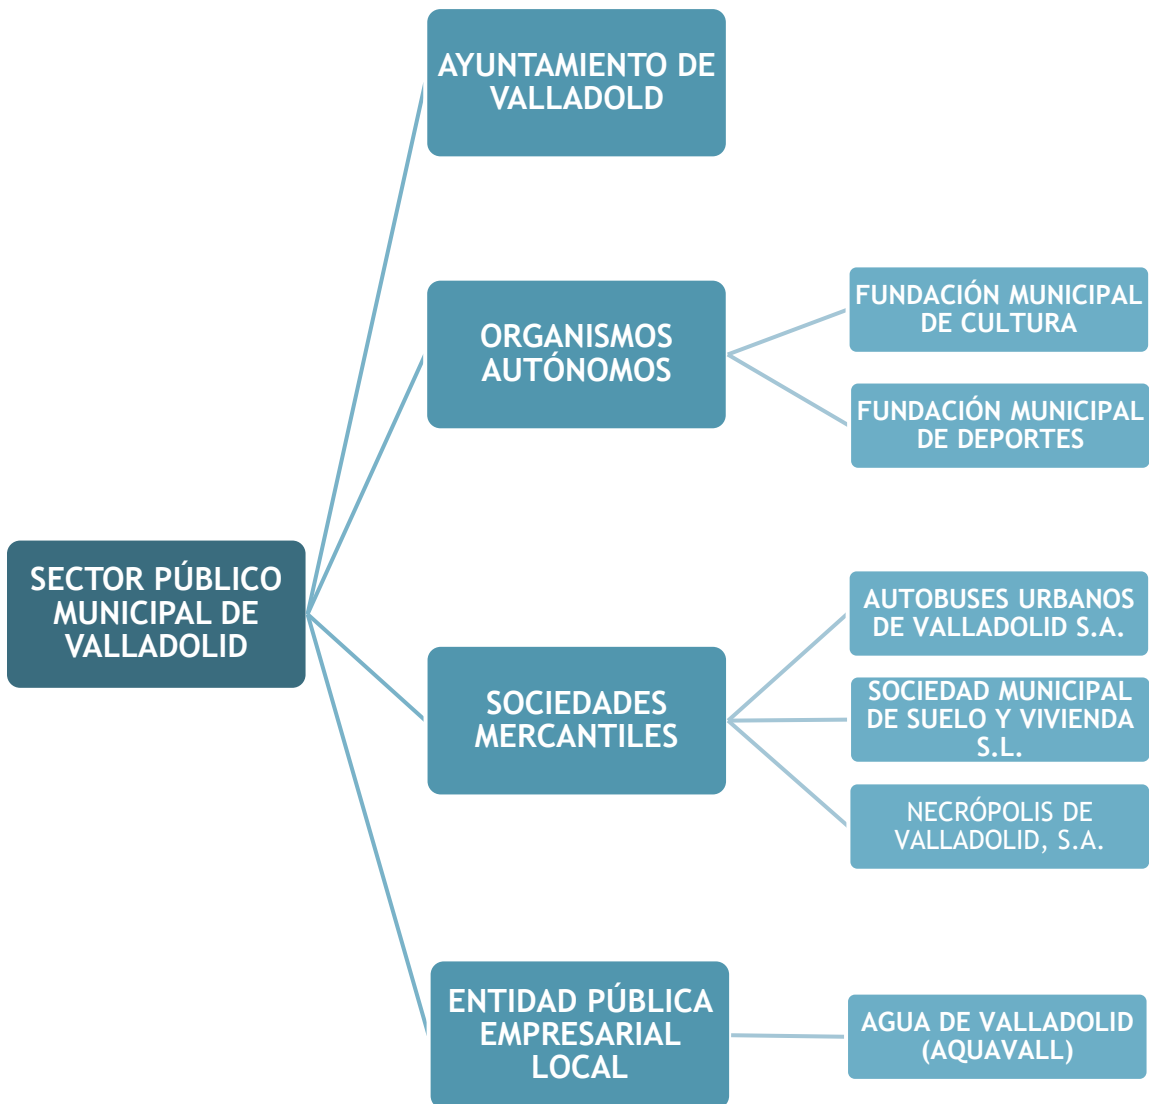 AYUNTAMIENTO DE
VALLADOLD
ORGANISMOS
AUTÓNOMOS
FUNDACIÓN MUNICIPAL
DE CULTURA
FUNDACIÓN MUNICIPAL
DE DEPORTES
SECTOR PÚBLICO
MUNICIPAL DE
VALLADOLID
SOCIEDADES
MERCANTILES
AUTOBUSES URBANOS
DE VALLADOLID S.A.
SOCIEDAD MUNICIPAL
DE SUELO Y VIVIENDA
S.L.
NECRÓPOLIS DE
VALLADOLID, S.A.
ENTIDAD PÚBLICA
EMPRESARIAL
LOCAL
AGUA DE VALLADOLID
(AQUAVALL)